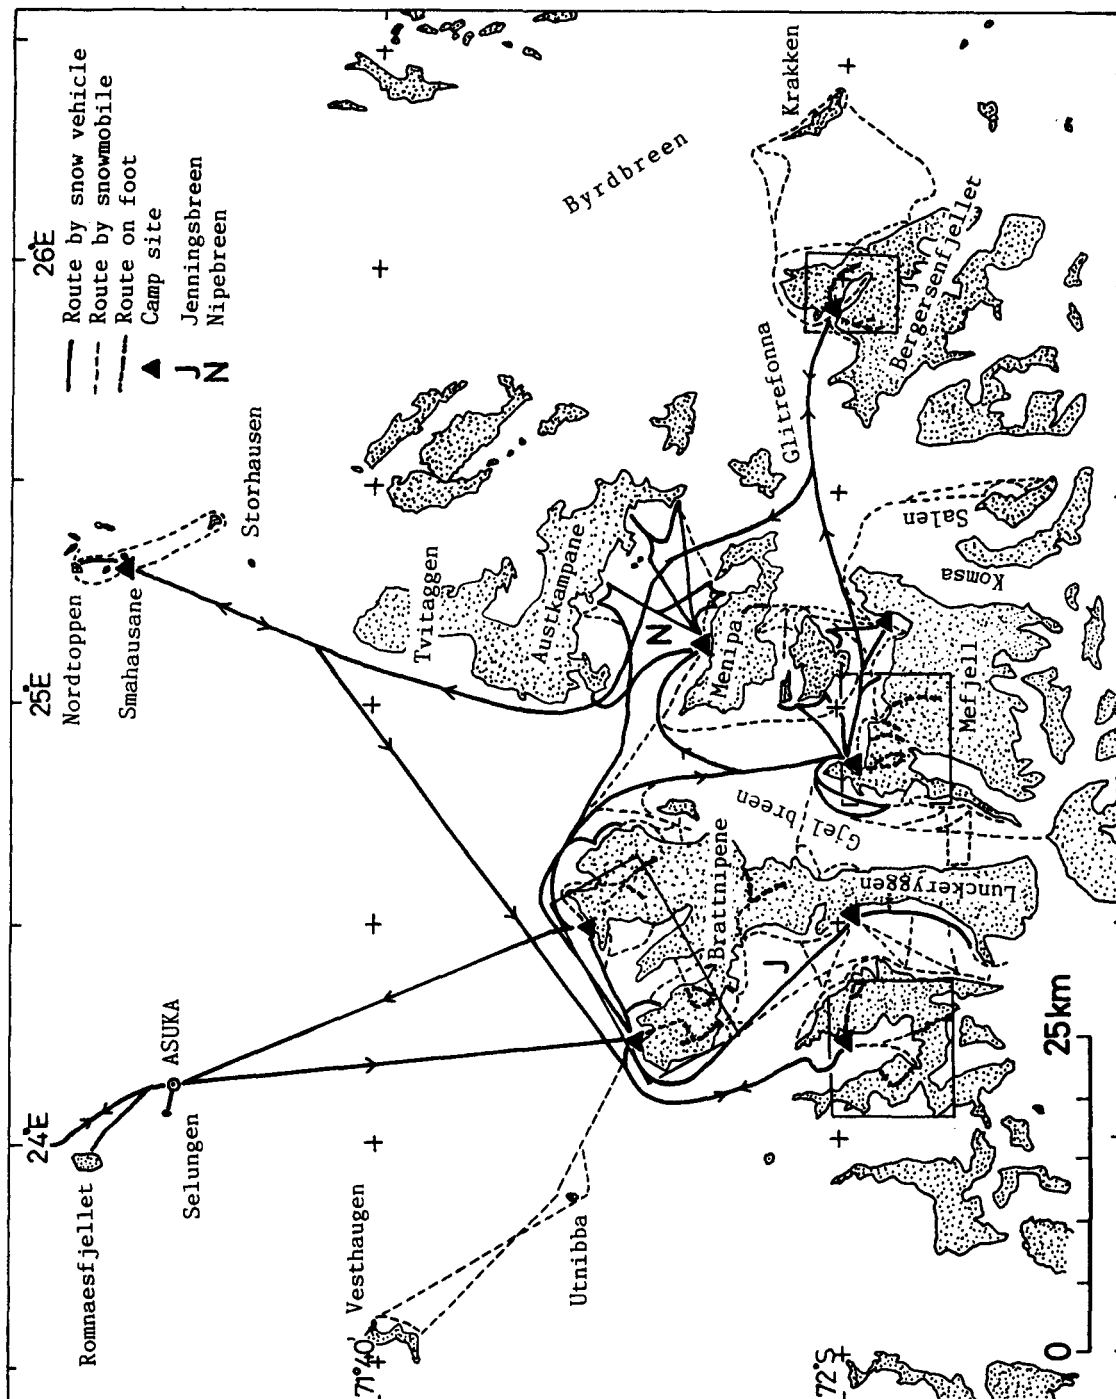 24°E
25°E
26°E
Route by snow vehicle
Route by snowmobile
Route on foot
Camp site
J Jenningsbreen
N Nipebreen
Romnaesfjellet
ASUKA
Selungen
Nordtoppen
Smahausane
Storhausen
71°40'
Vesthaugen
Utnibba
Tvitaggen
Austkampane
Byrdbreen
N
Menipa
Glitrefonna
Krakken
Brattnipene
J
Gjel breen
Lunckeryggen
Mefjell
Komsa
Salen
Bergersenfjellet
72°S
0
25km